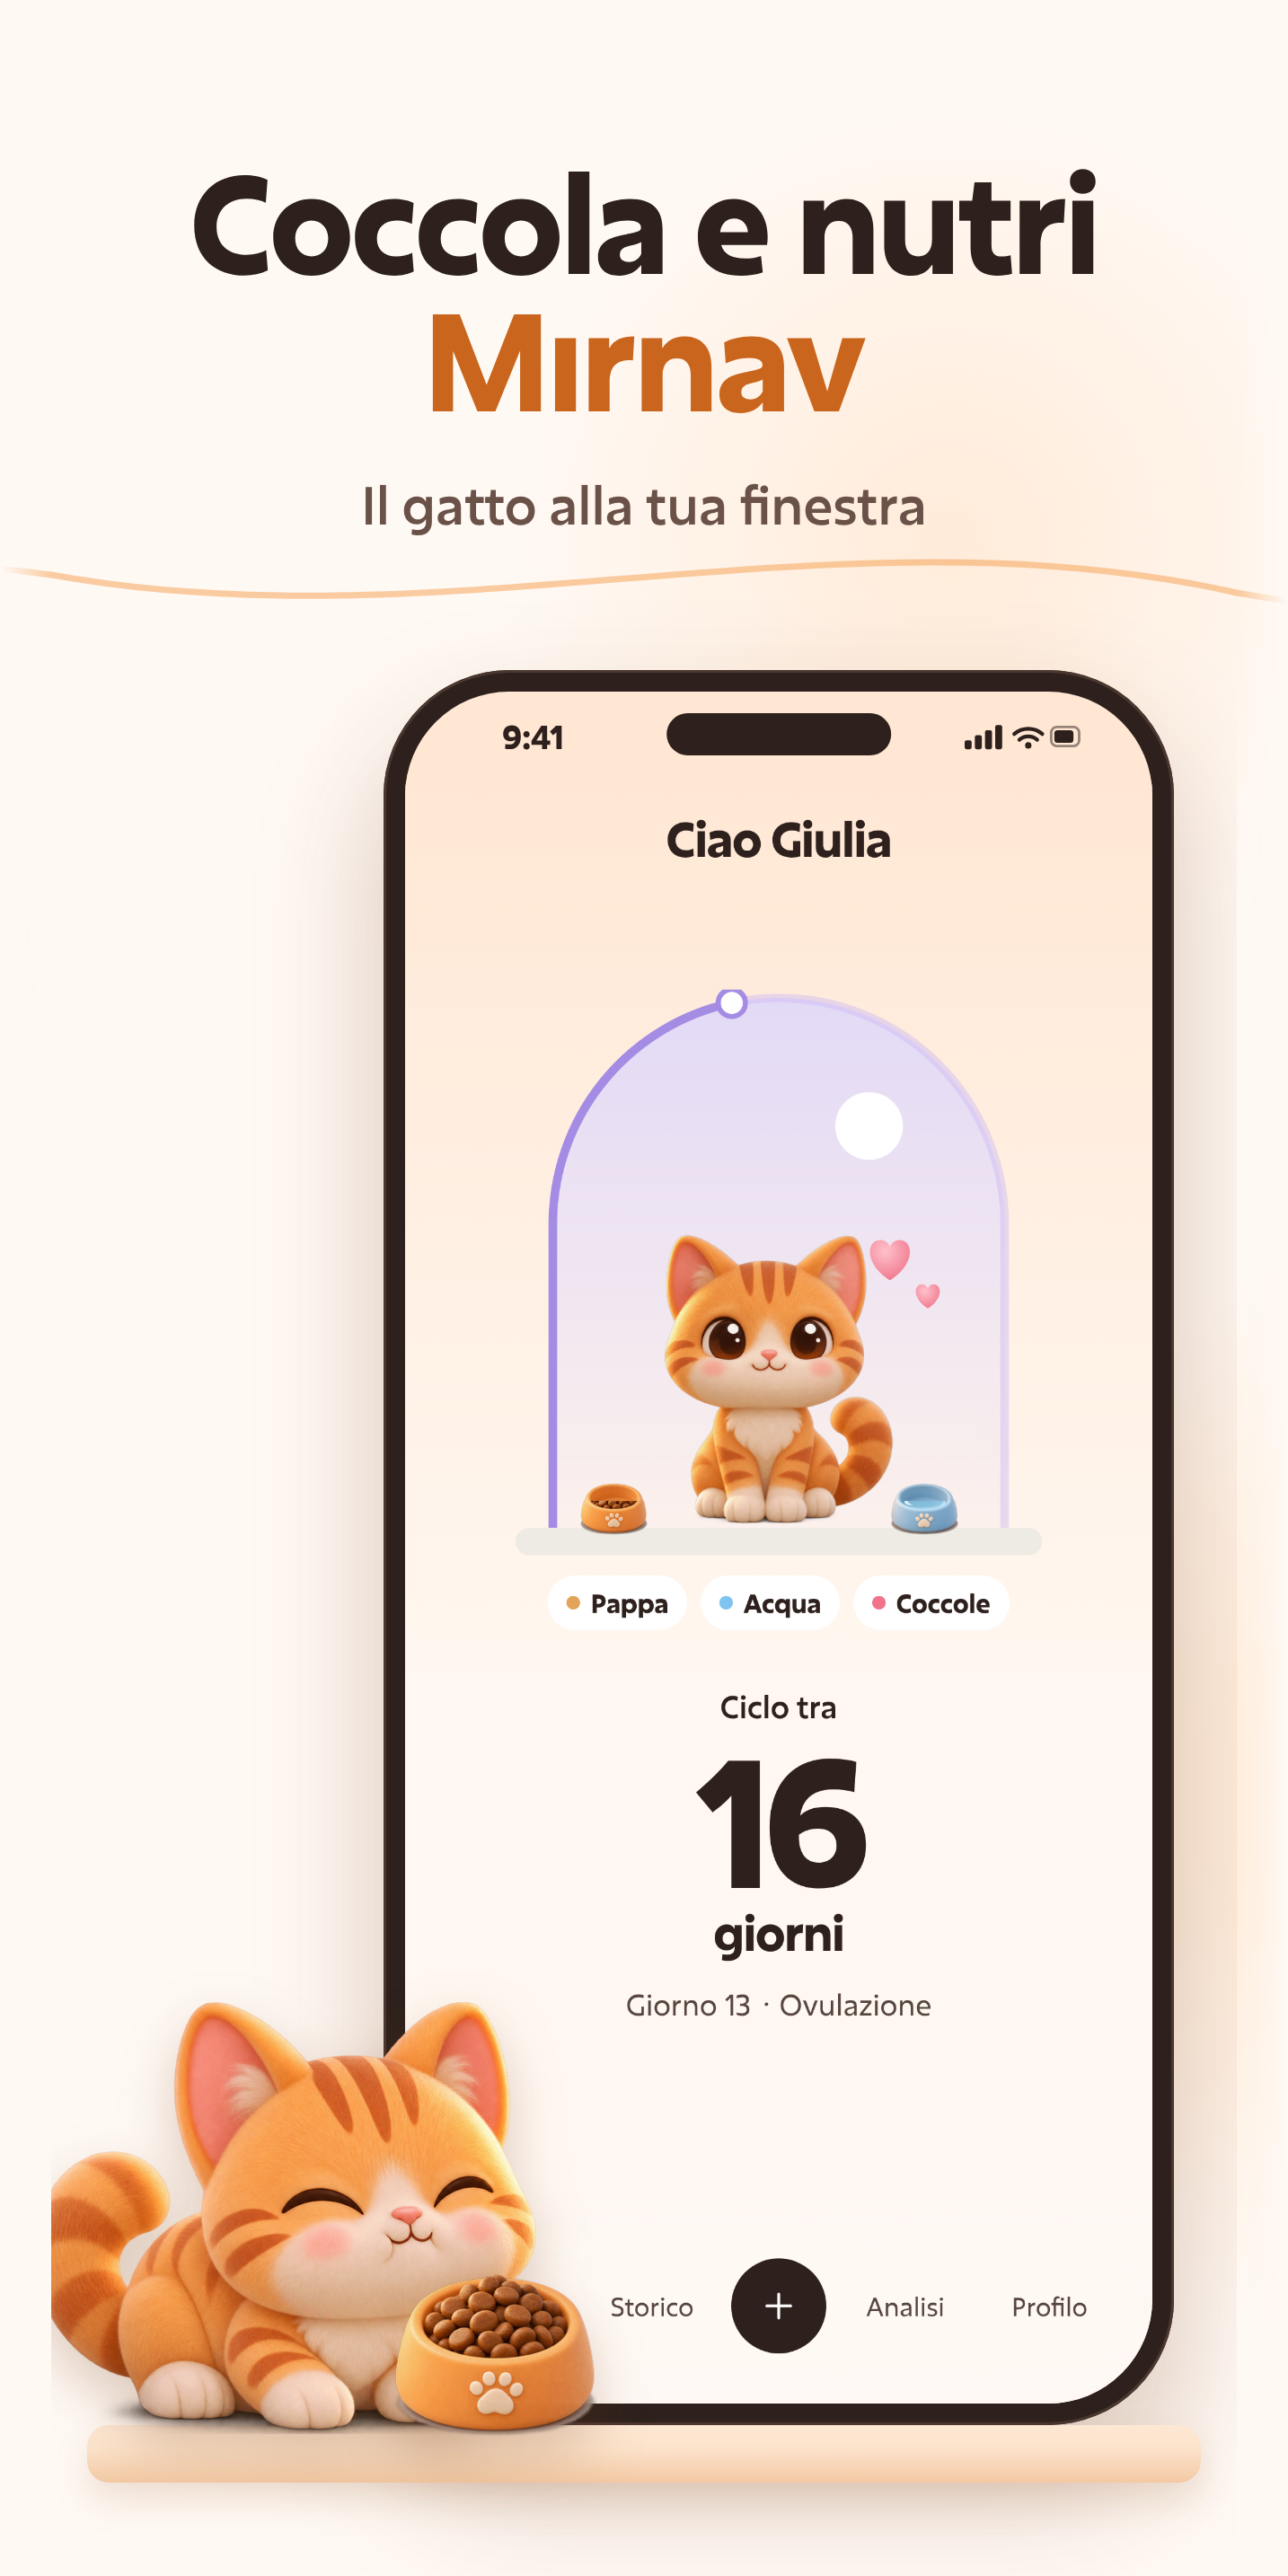 Coccola e nutri
Mırnav
Il gatto alla tua finestra
9:41
Ciao Giulia
Pappa
Acqua
Coccole
Ciclo tra
16
giorni
Giorno 13 · Ovulazione
Storico
+
Analisi
Profilo